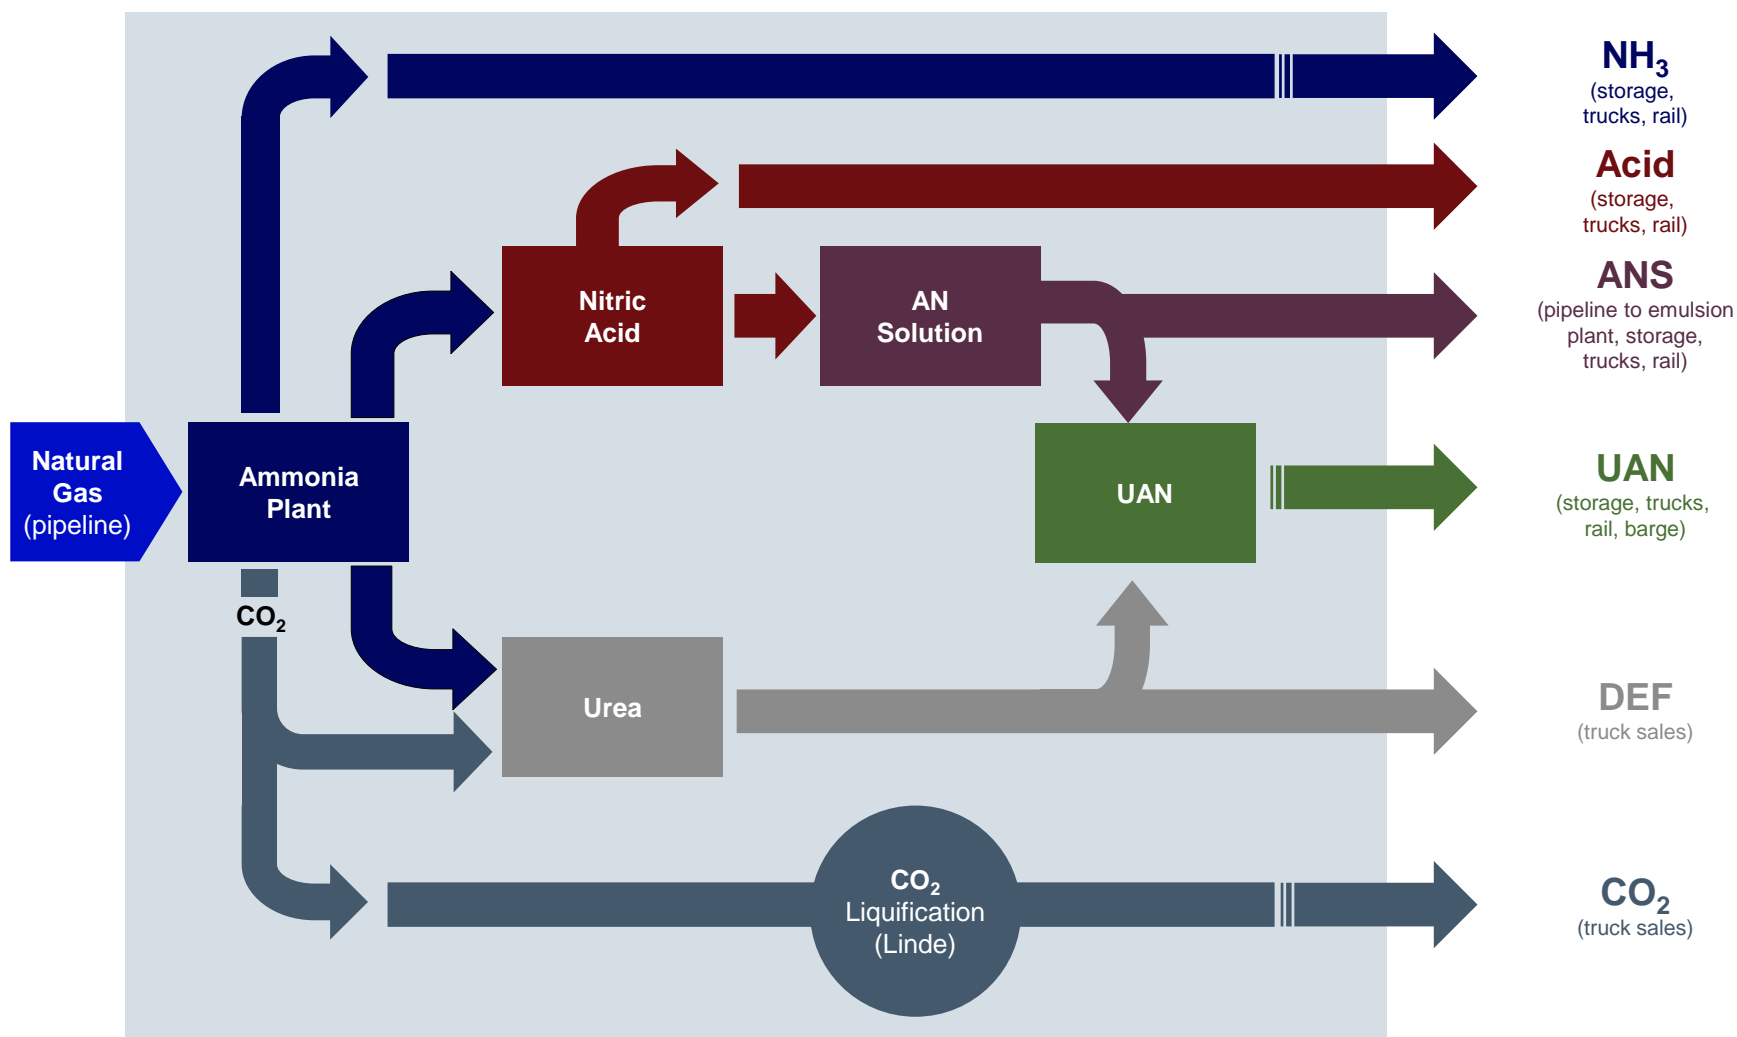 NH₃
(storage,
trucks, rail)
Acid
(storage,
trucks, rail)
Nitric
Acid
AN
Solution
ANS
(pipeline to emulsion
plant, storage,
trucks, rail)
Natural
Gas
(pipeline)
Ammonia
Plant
UAN
UAN
(storage, trucks,
rail, barge)
CO₂
Urea
DEF
(truck sales)
CO₂
Liquification
(Linde)
CO₂
(truck sales)